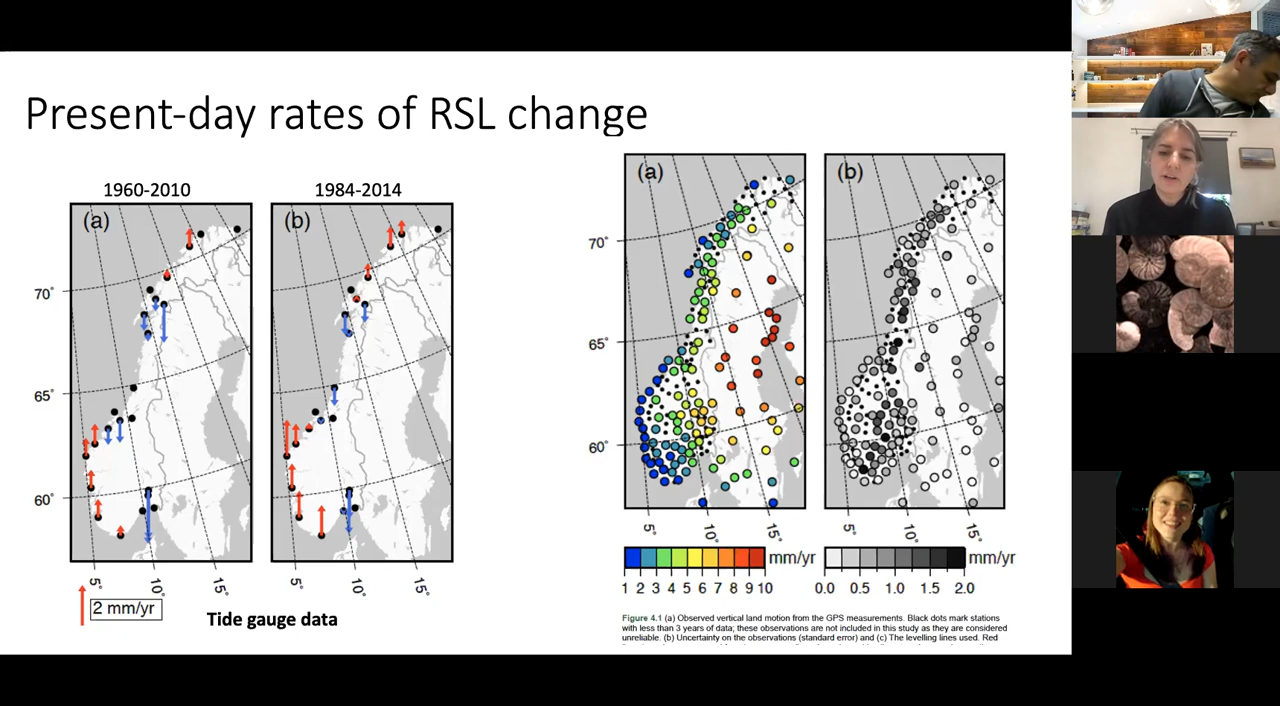 Present-day rates of RSL change
1960-2010
1984-2014
(a)
(b)
70°
65°
60°
5°
10°
15°
5°
10°
15°
2 mm/yr
Tide gauge data
(a)
(b)
70°
65°
60°
5°
10°
15°
5°
10°
15°
mm/yr
1 2 3 4 5 6 7 8 9 10
mm/yr
0.0 0.5 1.0 1.5 2.0
Figure 4.1 (a) Observed vertical land motion from the GPS measurements. Black dots mark stations
with less than 3 years of data; these observations are not included in this study as they are considered
unreliable. (b) Uncertainty on the observations (standard error) and (c) The levelling lines used. Red